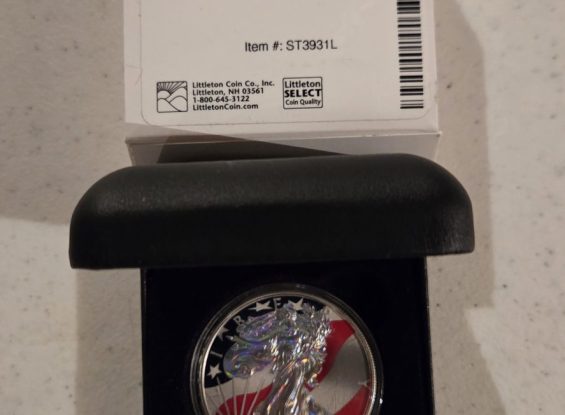 Item #: ST3931L
Littleton Coin Co., Inc.
Littleton, NH 03561
1-800-645-3122
LittletonCoin.com
Littleton
SELECT
Coin Quality